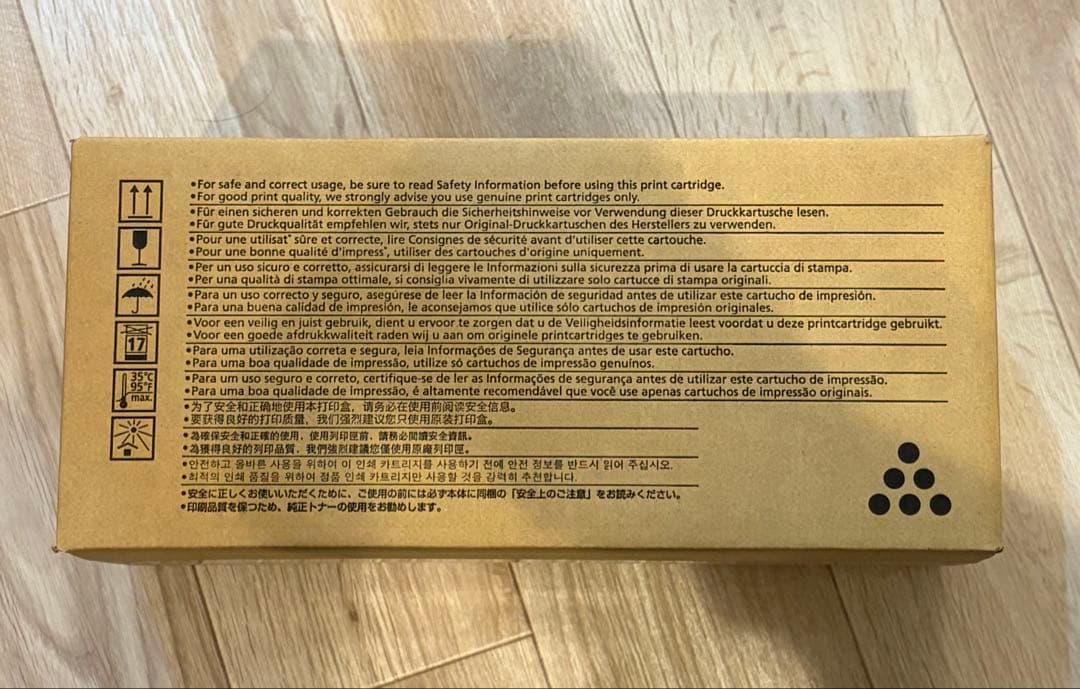 •For safe and correct usage, be sure to read Safety Information before using this print cartridge.
•For good print quality, we strongly advise you use genuine print cartridges only.
•Für einen sicheren und korrekten Gebrauch die Sicherheitshinweise vor Verwendung dieser Druckkartusche lesen.
•Für gute Druckqualität empfehlen wir, stets nur Original-Druckkartuschen des Herstellers zu verwenden.
•Pour une utilisat° sûre et correcte, lire Consignes de sécurité avant d'utiliser cette cartouche.
•Pour une bonne qualité d'impress°, utiliser des cartouches d'origine uniquement.
•Per un uso sicuro e corretto, assicurarsi di leggere le Informazioni sulla sicurezza prima di usare la cartuccia di stampa.
•Per una qualità di stampa ottimale, si consiglia vivamente di utilizzare solo cartucce di stampa originali.
•Para un uso correcto y seguro, asegúrese de leer la Información de seguridad antes de utilizar este cartucho de impresión.
•Para una buena calidad de impresión, le aconsejamos que utilice sólo cartuchos de impresión originales.
•Voor een veilig en juist gebruik, dient u ervoor te zorgen dat u de Veiligheidsinformatie leest voordat u deze printcartridge gebruikt.
•Voor een goede afdrukkwaliteit raden wij u aan om originele printcartridges te gebruiken.
17
•Para uma utilização correta e segura, leia Informações de Segurança antes de usar este cartucho.
•Para uma boa qualidade de impressão, utilize só cartuchos de impressão genuínos.
35°C
95°F
max.
•Para um uso seguro e correto, certifique-se de ler as Informações de segurança antes de utilizar este cartucho de impressão.
•Para uma boa qualidade de impressão, é altamente recomendável que você use apenas cartuchos de impressão originais.
•为了安全和正确地使用本打印盒，请务必在使用前阅读安全信息。
•要获得良好的打印质量，我们强烈建议您只使用原装打印盒。
•為確保安全和正確的使用，使用列印匣前，請務必閱讀安全資訊。
•為獲得良好的列印品質，我們強烈建議您僅使用原廠列印匣。
•안전하고 올바른 사용을 위하여 이 인쇄 카트리지를 사용하기 전에 안전 정보를 반드시 읽어 주십시오.
•최적의 인쇄 품질을 위하여 정품 인쇄 카트리지만 사용할 것을 강력히 추천합니다.
•安全に正しくお使いいただくために、ご使用の前には必ず本体に同梱の「安全上のご注意」をお読みください。
•印刷品質を保つため、純正トナーの使用をお勧めします。